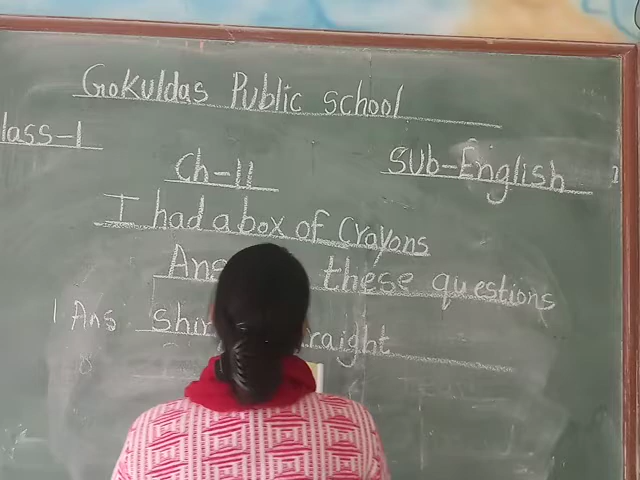 Gokuldas Public School
lass-1
Ch-11
Sub-English
I had a box of Crayons
Ans these questions
1 Ans shin raight